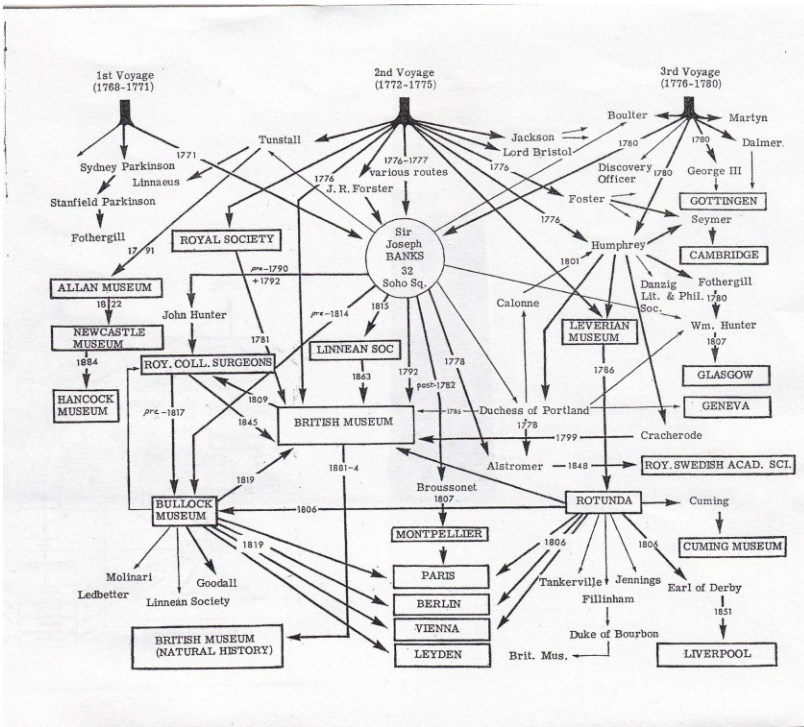 1st Voyage
(1768-1771)
2nd Voyage
(1772-1775)
3rd Voyage
(1776-1780)
Boulter
Martyn
Jackson
Lord Bristol
Dalmer
Tunstall
1771
1780
1780
Sydney Parkinson
Linnaeus
1776
1776-1777
various routes
J. R. Forster
1776
Discovery
Officer
1780
George III
Stanfield Parkinson
Foster
GOTTINGEN
Fothergill
ROYAL SOCIETY
Sir
Joseph
BANKS
32
Soho Sq.
1776
Seymer
Humphrey
CAMBRIDGE
17 91
pre-1790
+1792
1801
Danzig
Lit. & Phil.
Soc.
Fothergill
1780
ALLAN MUSEUM
1822
John Hunter
pre-1814
1815
Calonne
Wm. Hunter
1807
NEWCASTLE
MUSEUM
1884
1781
LINNEAN SOC
LEVERIAN
MUSEUM
ROY. COLL. SURGEONS
1863
1792
post-1782
1778
1786
GLASGOW
HANCOCK
MUSEUM
pre-1817
1809
1845
BRITISH MUSEUM
1786
Duchess of Portland
1778
GENEVA
1799
Cracherode
1881-4
1819
Alstromer
1848
ROY. SWEDISH ACAD. SCI.
Broussonet
1807
BULLOCK
MUSEUM
1806
ROTUNDA
Cuming
MONTPELLIER
1819
1806
1806
CUMING MUSEUM
Molinari
Ledbetter
Goodall
Linnean Society
PARIS
BERLIN
VIENNA
LEYDEN
Tankerville
Jennings
Fillinham
Earl of Derby
1851
Duke of Bourbon
Brit. Mus.
LIVERPOOL
BRITISH MUSEUM
(NATURAL HISTORY)